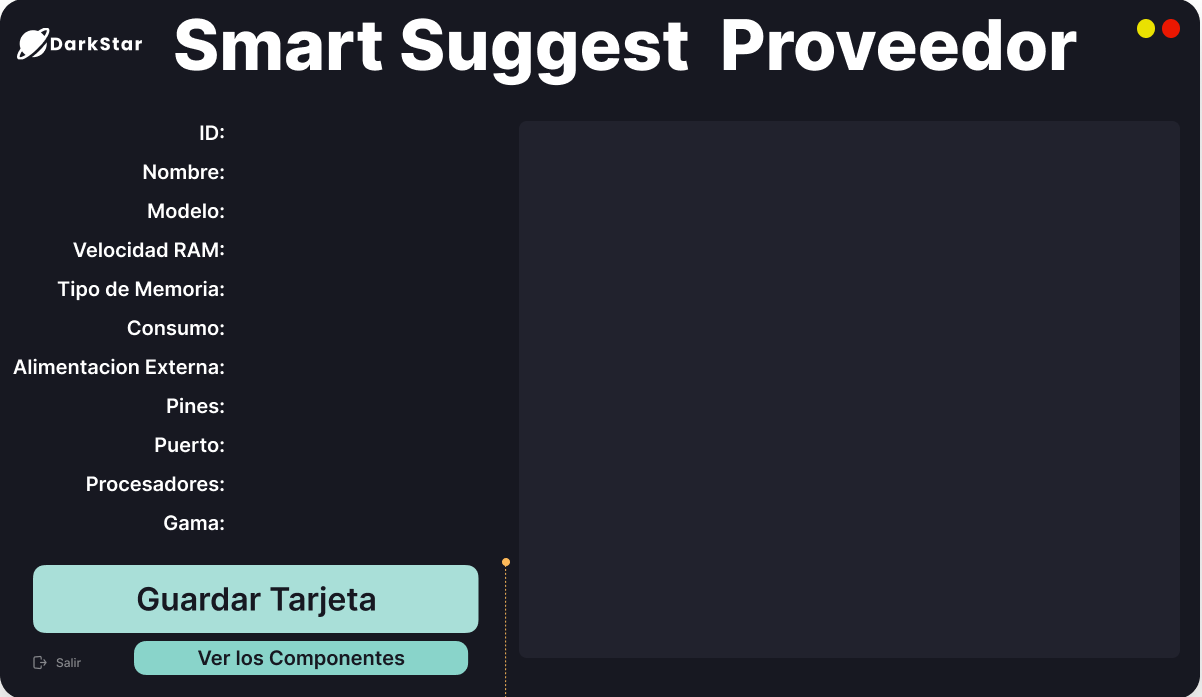 DarkStar
Smart Suggest Proveedor
ID:
Nombre:
Modelo:
Velocidad RAM:
Tipo de Memoria:
Consumo:
Alimentacion Externa:
Pines:
Puerto:
Procesadores:
Gama:
Guardar Tarjeta
Ver los Componentes
Salir